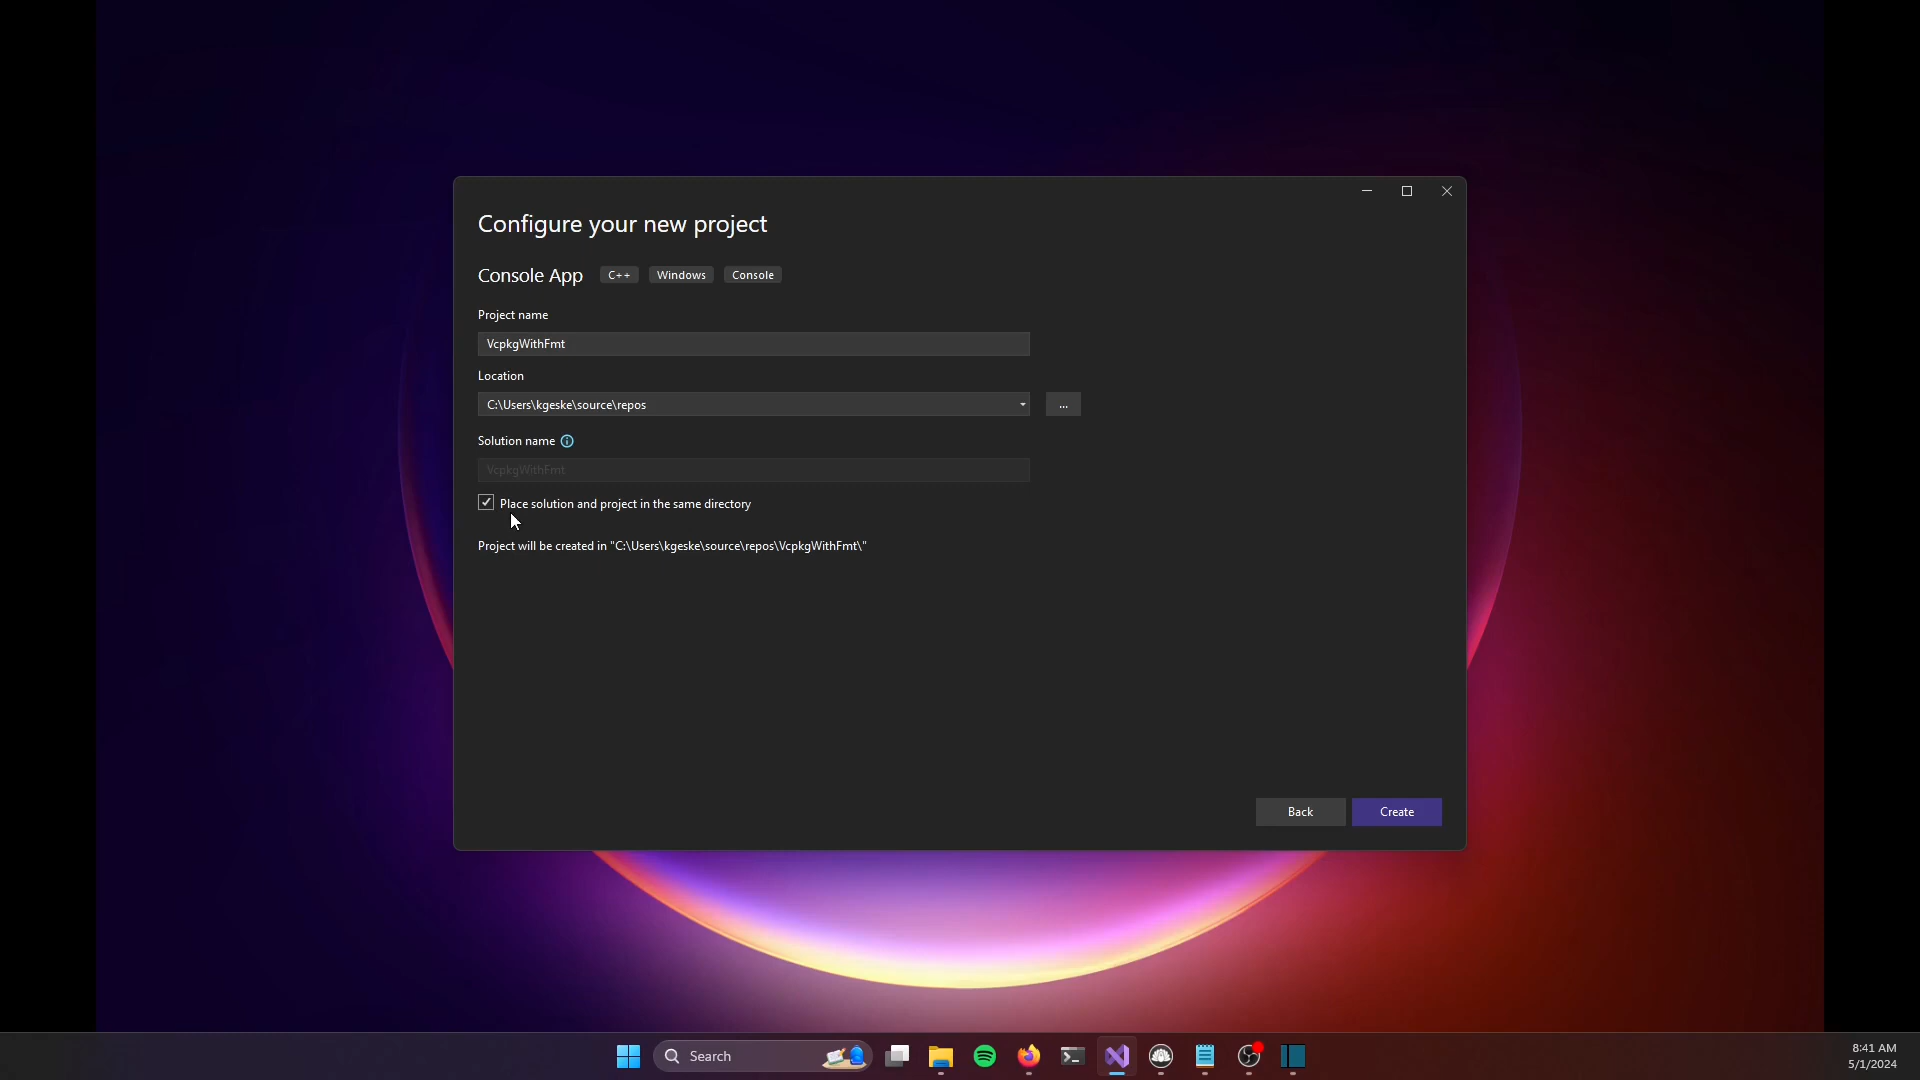 Configure your new project
Console App C++ Windows Console
Project name
VcpkgWithFmt
Location
C:\Users\kgeske\source\repos
...
Solution name
VcpkgWithFmt
Place solution and project in the same directory
Project will be created in "C:\Users\kgeske\source\repos\VcpkgWithFmt\"
Back Create
Search
8:41 AM
5/1/2024